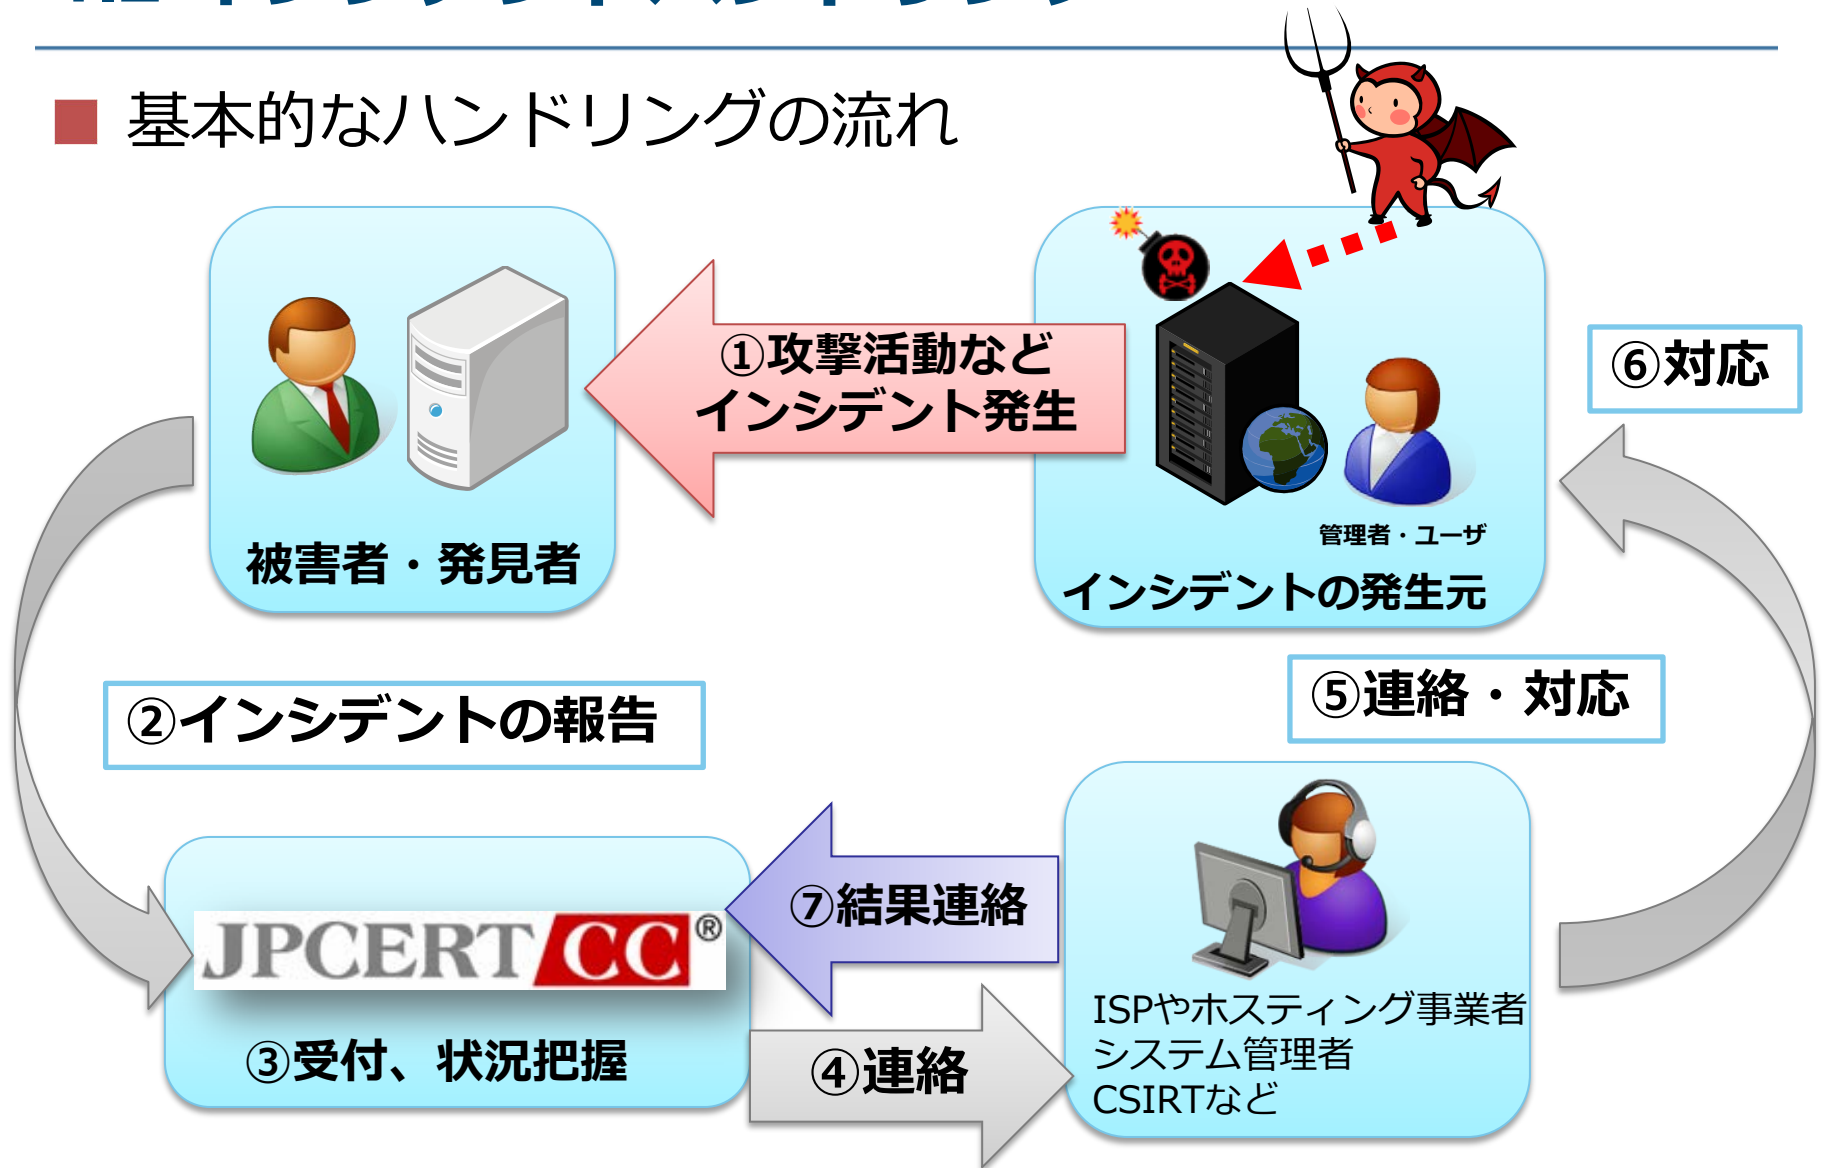 基本的なハンドリングの流れ
①攻撃活動など
インシデント発生
⑥対応
管理者・ユーザ
被害者・発見者
インシデントの発生元
②インシデントの報告
⑤連絡・対応
⑦結果連絡
JPCERT/CC®
ISPやホスティング事業者
システム管理者
CSIRTなど
③受付、状況把握
④連絡